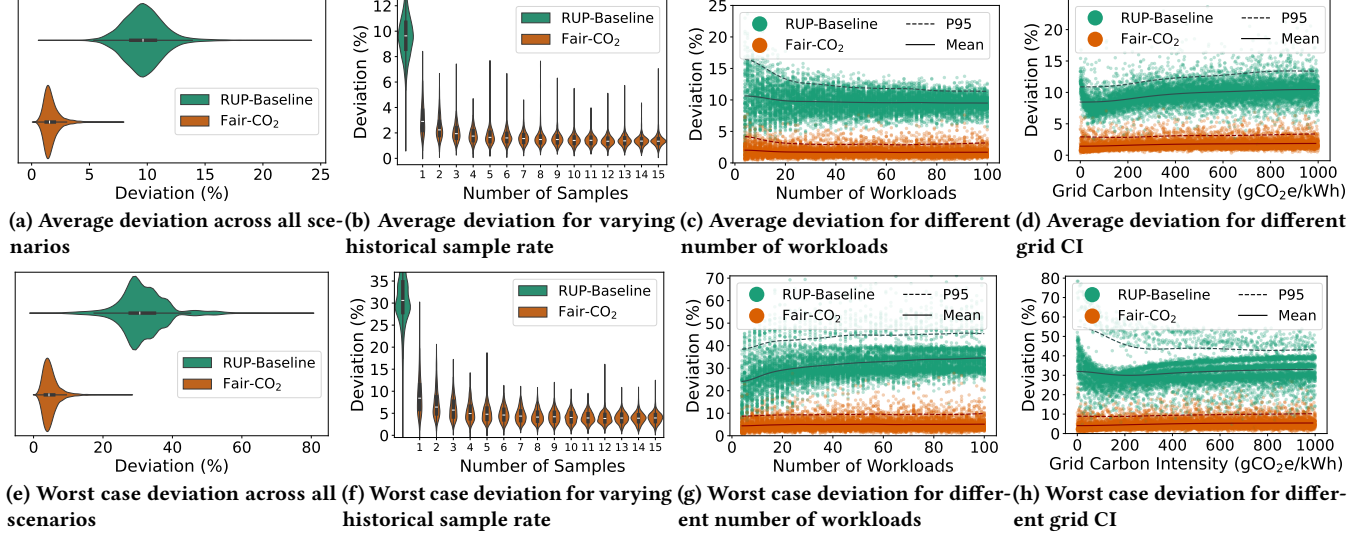 RUP-Baseline
Fair-CO₂
0 5 10 15 20 25
Deviation (%)
(a) Average deviation across all sce-
narios
Deviation (%)
12
10
8
6
4
2
0
RUP-Baseline
Fair-CO₂
1 2 3 4 5 6 7 8 9 10 11 12 13 14 15
Number of Samples
(b) Average deviation for varying
historical sample rate
Deviation (%)
25
20
15
10
5
0
RUP-Baseline P95
Fair-CO₂ Mean
0 20 40 60 80 100
Number of Workloads
(c) Average deviation for different
number of workloads
Deviation (%)
20
15
10
5
0
RUP-Baseline P95
Fair-CO₂ Mean
0 200 400 600 800 1000
Grid Carbon Intensity (gCO₂e/kWh)
(d) Average deviation for different
grid CI
RUP-Baseline
Fair-CO₂
0 20 40 60 80
Deviation (%)
(e) Worst case deviation across all
scenarios
Deviation (%)
35
30
25
20
15
10
5
0
RUP-Baseline
Fair-CO₂
1 2 3 4 5 6 7 8 9 10 11 12 13 14 15
Number of Samples
(f) Worst case deviation for varying
historical sample rate
Deviation (%)
70
60
50
40
30
20
10
0
RUP-Baseline P95
Fair-CO₂ Mean
0 20 40 60 80 100
Number of Workloads
(g) Worst case deviation for differ-
ent number of workloads
Deviation (%)
80
70
60
50
40
30
20
10
0
RUP-Baseline P95
Fair-CO₂ Mean
0 200 400 600 800 1000
Grid Carbon Intensity (gCO₂e/kWh)
(h) Worst case deviation for differ-
ent grid CI